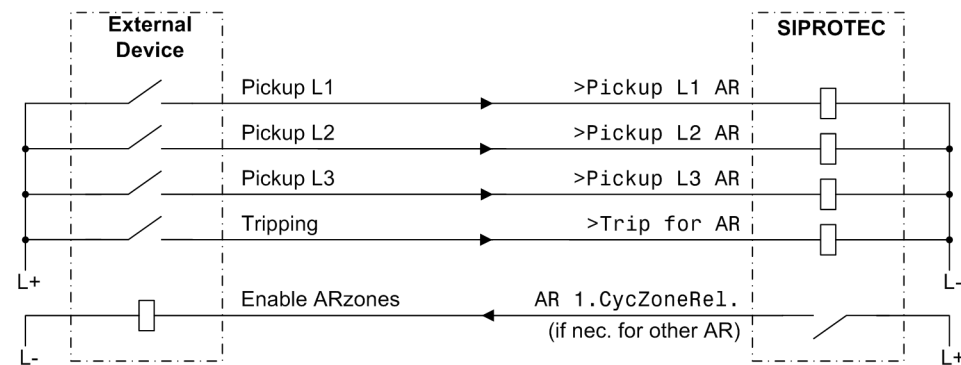 External
Device
SIPROTEC
Pickup L1
>Pickup L1 AR
Pickup L2
>Pickup L2 AR
Pickup L3
>Pickup L3 AR
Tripping
>Trip for AR
L+
L-
Enable ARzones
AR 1.CycZoneRel.
(if nec. for other AR)
L-
L+